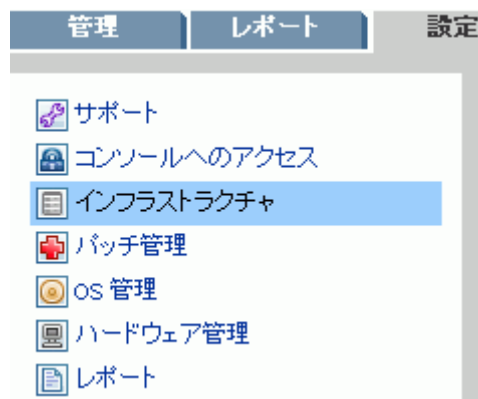 管理 レポート 設定
サポート
コンソールへのアクセス
インフラストラクチャ
パッチ管理
OS 管理
ハードウェア管理
レポート